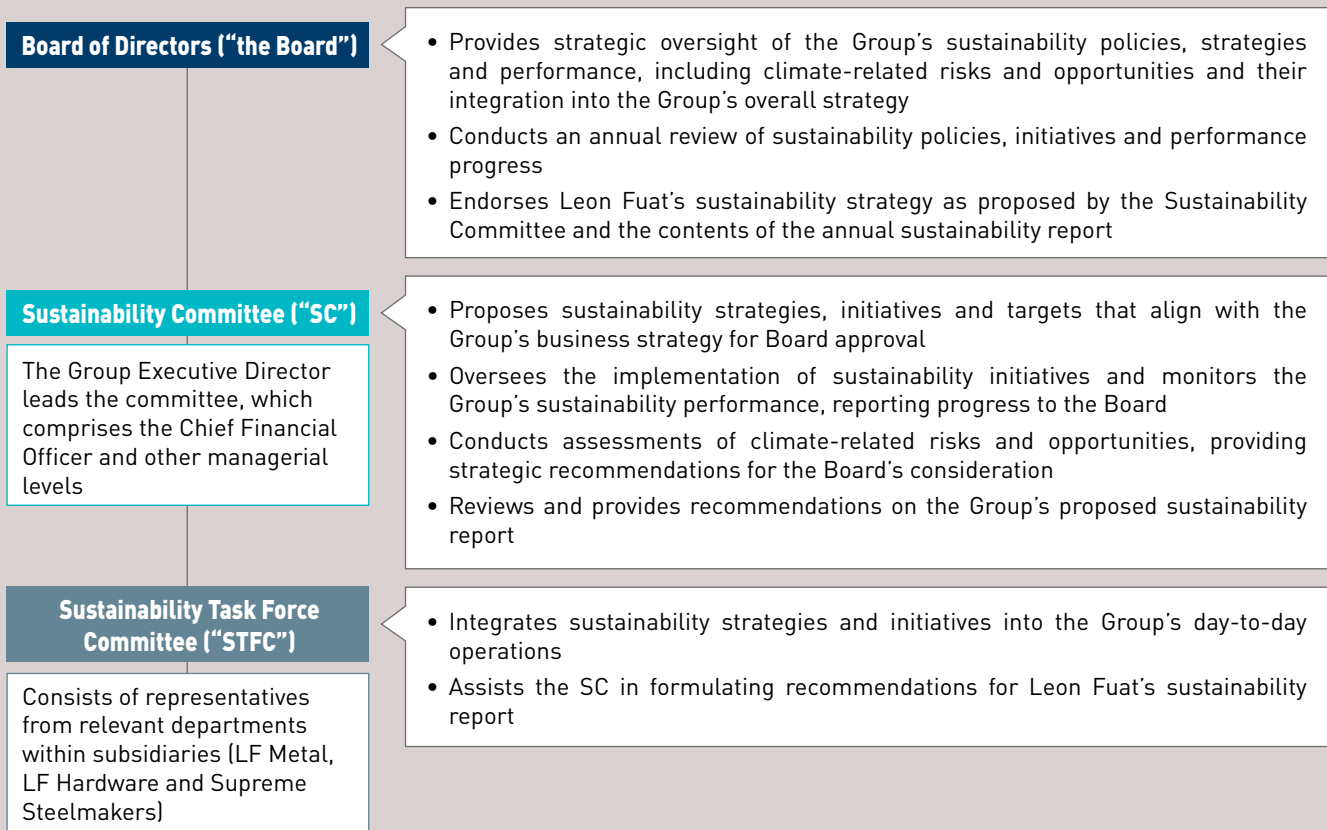 Board of Directors (“the Board”)
• Provides strategic oversight of the Group’s sustainability policies, strategies
and performance, including climate-related risks and opportunities and their
integration into the Group’s overall strategy
• Conducts an annual review of sustainability policies, initiatives and performance
progress
• Endorses Leon Fuat’s sustainability strategy as proposed by the Sustainability
Committee and the contents of the annual sustainability report
Sustainability Committee (“SC”)
The Group Executive Director
leads the committee, which
comprises the Chief Financial
Officer and other managerial
levels
• Proposes sustainability strategies, initiatives and targets that align with the
Group’s business strategy for Board approval
• Oversees the implementation of sustainability initiatives and monitors the
Group’s sustainability performance, reporting progress to the Board
• Conducts assessments of climate-related risks and opportunities, providing
strategic recommendations for the Board’s consideration
• Reviews and provides recommendations on the Group’s proposed sustainability
report
Sustainability Task Force
Committee (“STFC”)
Consists of representatives
from relevant departments
within subsidiaries (LF Metal,
LF Hardware and Supreme
Steelmakers)
• Integrates sustainability strategies and initiatives into the Group’s day-to-day
operations
• Assists the SC in formulating recommendations for Leon Fuat’s sustainability
report